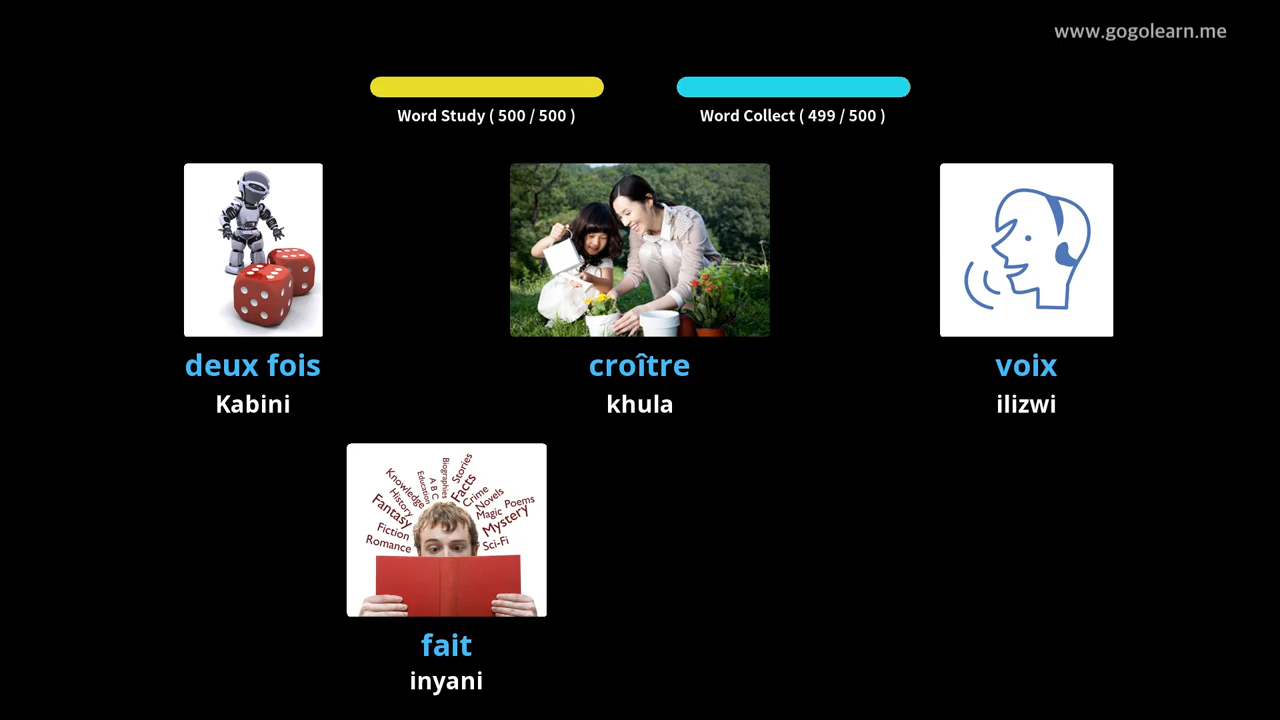 www.gogolearn.me
Word Study ( 500 / 500 )
Word Collect ( 499 / 500 )
deux fois
Kabini
croître
khula
voix
ilizwi
Knowledge
History
Fantasy
Fiction
Romance
Education
A B C
Biographies
Stories
Facts
Crime
Novels
Magic
Poems
Mystery
Sci-Fi
fait
inyani